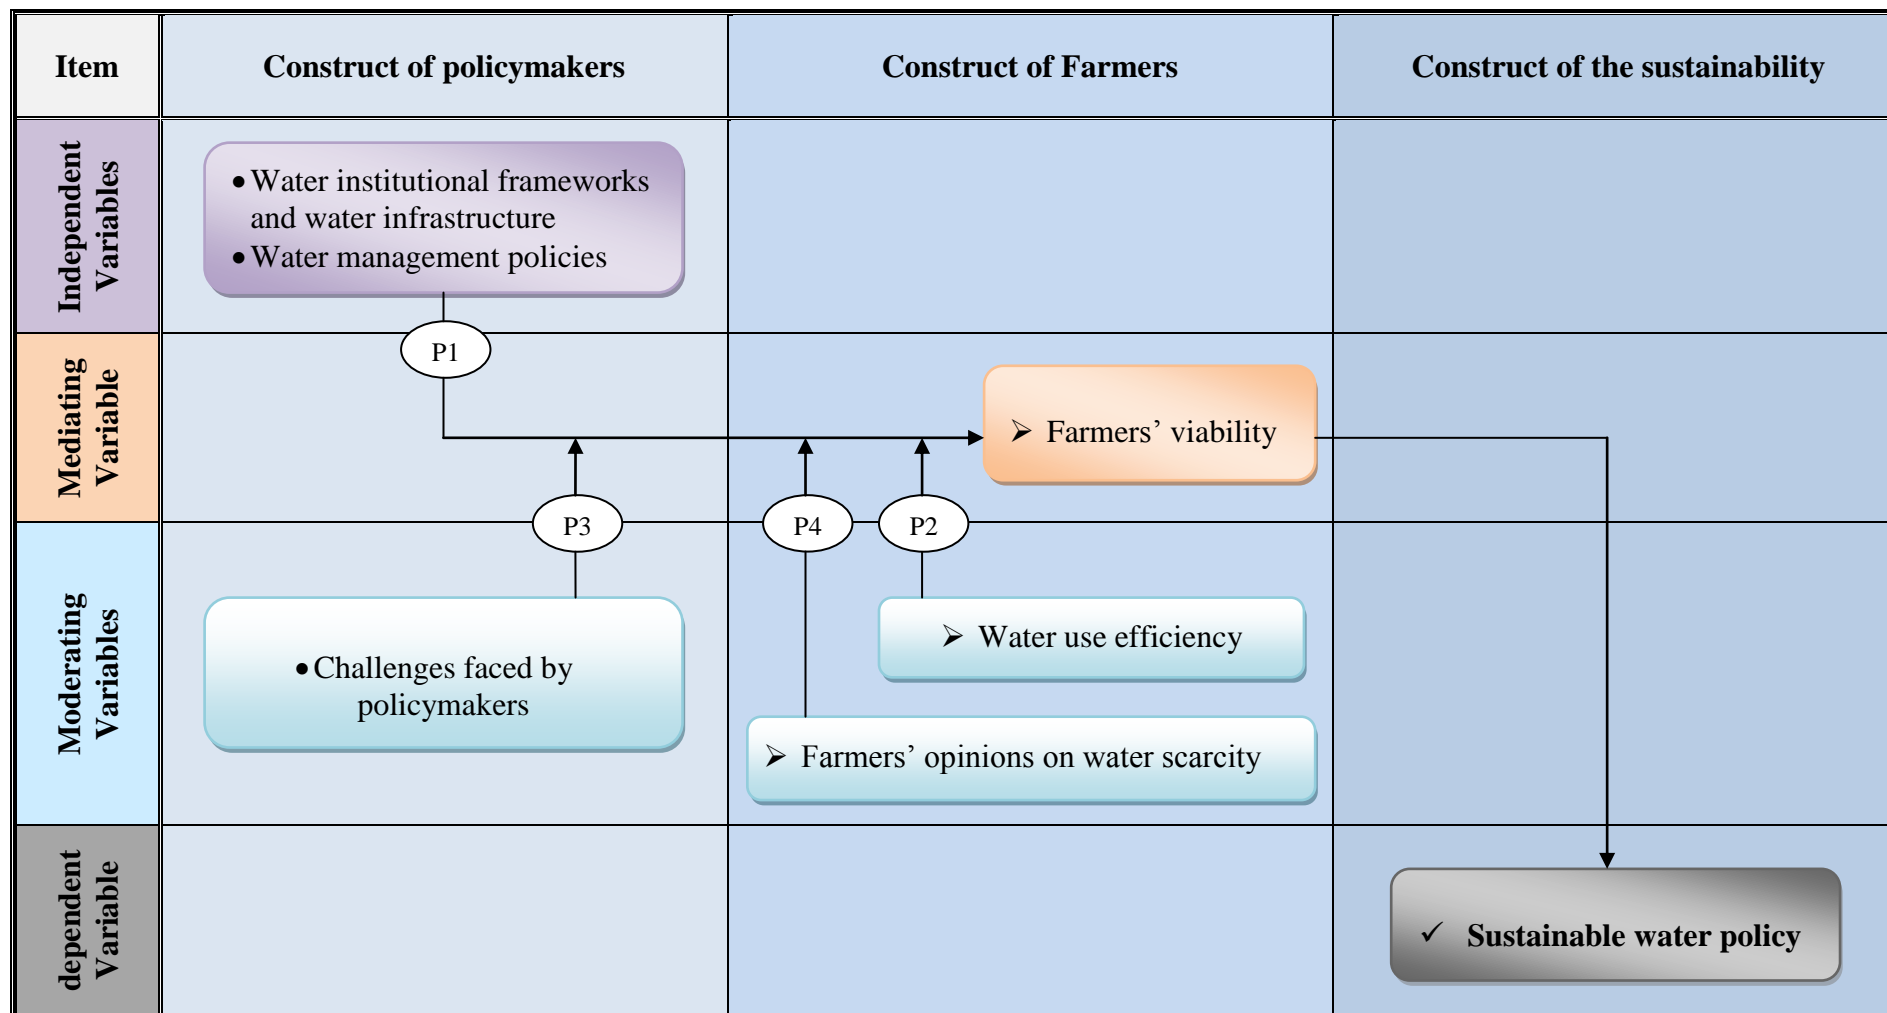 Item
Construct of policymakers
Construct of Farmers
Construct of the sustainability
Independent
Variables
• Water institutional frameworks
and water infrastructure
• Water management policies
P1
Mediating
Variable
➢ Farmers’ viability
P3
P4
P2
Moderating
Variables
• Challenges faced by
policymakers
➢ Water use efficiency
➢ Farmers’ opinions on water scarcity
dependent
Variable
✓ Sustainable water policy